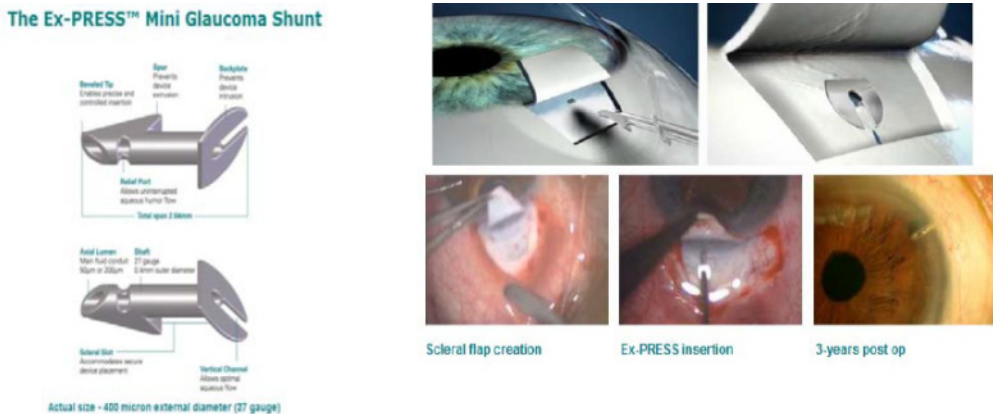 The Ex-PRESS™ Mini Glaucoma Shunt
Beveled Tip
Enables precise and
controlled insertion
Spur
Prevents
device
extrusion
Backplate
Prevents
device
intrusion
Relief Port
Allows uninterrupted
aqueous humor flow
Total span 2.64mm
Axial Lumen
Main fluid conduit
50μm or 200μm
Shaft
27 gauge
0.4mm outer diameter
Scleral Slot
Accommodates secure
device placement
Vertical Channel
Allows optimal
aqueous flow
Actual size - 400 micron external diameter (27 gauge)
Scleral flap creation
Ex-PRESS insertion
3-years post op